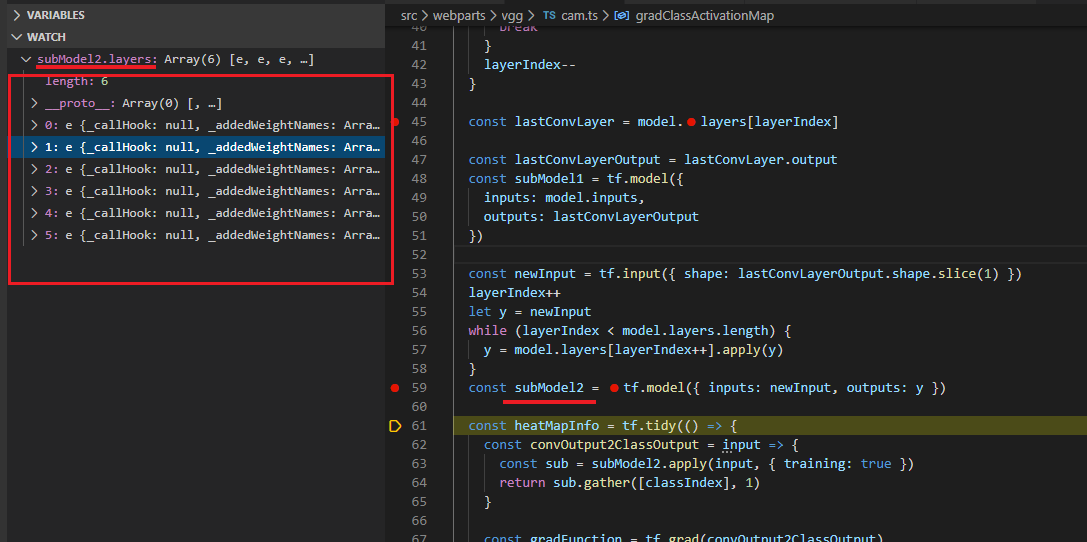 VARIABLES
WATCH
subModel2.layers: Array(6) [e, e, e, …]
length: 6
__proto__: Array(0) [, …]
0: e {_callHook: null, _addedWeightNames: Arra…
1: e {_callHook: null, _addedWeightNames: Arra…
2: e {_callHook: null, _addedWeightNames: Arra…
3: e {_callHook: null, _addedWeightNames: Arra…
4: e {_callHook: null, _addedWeightNames: Arra…
5: e {_callHook: null, _addedWeightNames: Arra…
src > webparts > vgg > TS cam.ts > gradClassActivationMap
40 break
41 }
42 layerIndex--
43 }
44
45 const lastConvLayer = model. layers[layerIndex]
46
47 const lastConvLayerOutput = lastConvLayer.output
48 const subModel1 = tf.model({
49 inputs: model.inputs,
50 outputs: lastConvLayerOutput
51 })
52
53 const newInput = tf.input({ shape: lastConvLayerOutput.shape.slice(1) })
54 layerIndex++
55 let y = newInput
56 while (layerIndex < model.layers.length) {
57 y = model.layers[layerIndex++].apply(y)
58 }
59 const subModel2 = tf.model({ inputs: newInput, outputs: y })
60
61 const heatMapInfo = tf.tidy(() => {
62 const convOutput2ClassOutput = input => {
63 const sub = subModel2.apply(input, { training: true })
64 return sub.gather([classIndex], 1)
65 }
66
const gradFunction = tf.grad(convOutput2ClassOutput)